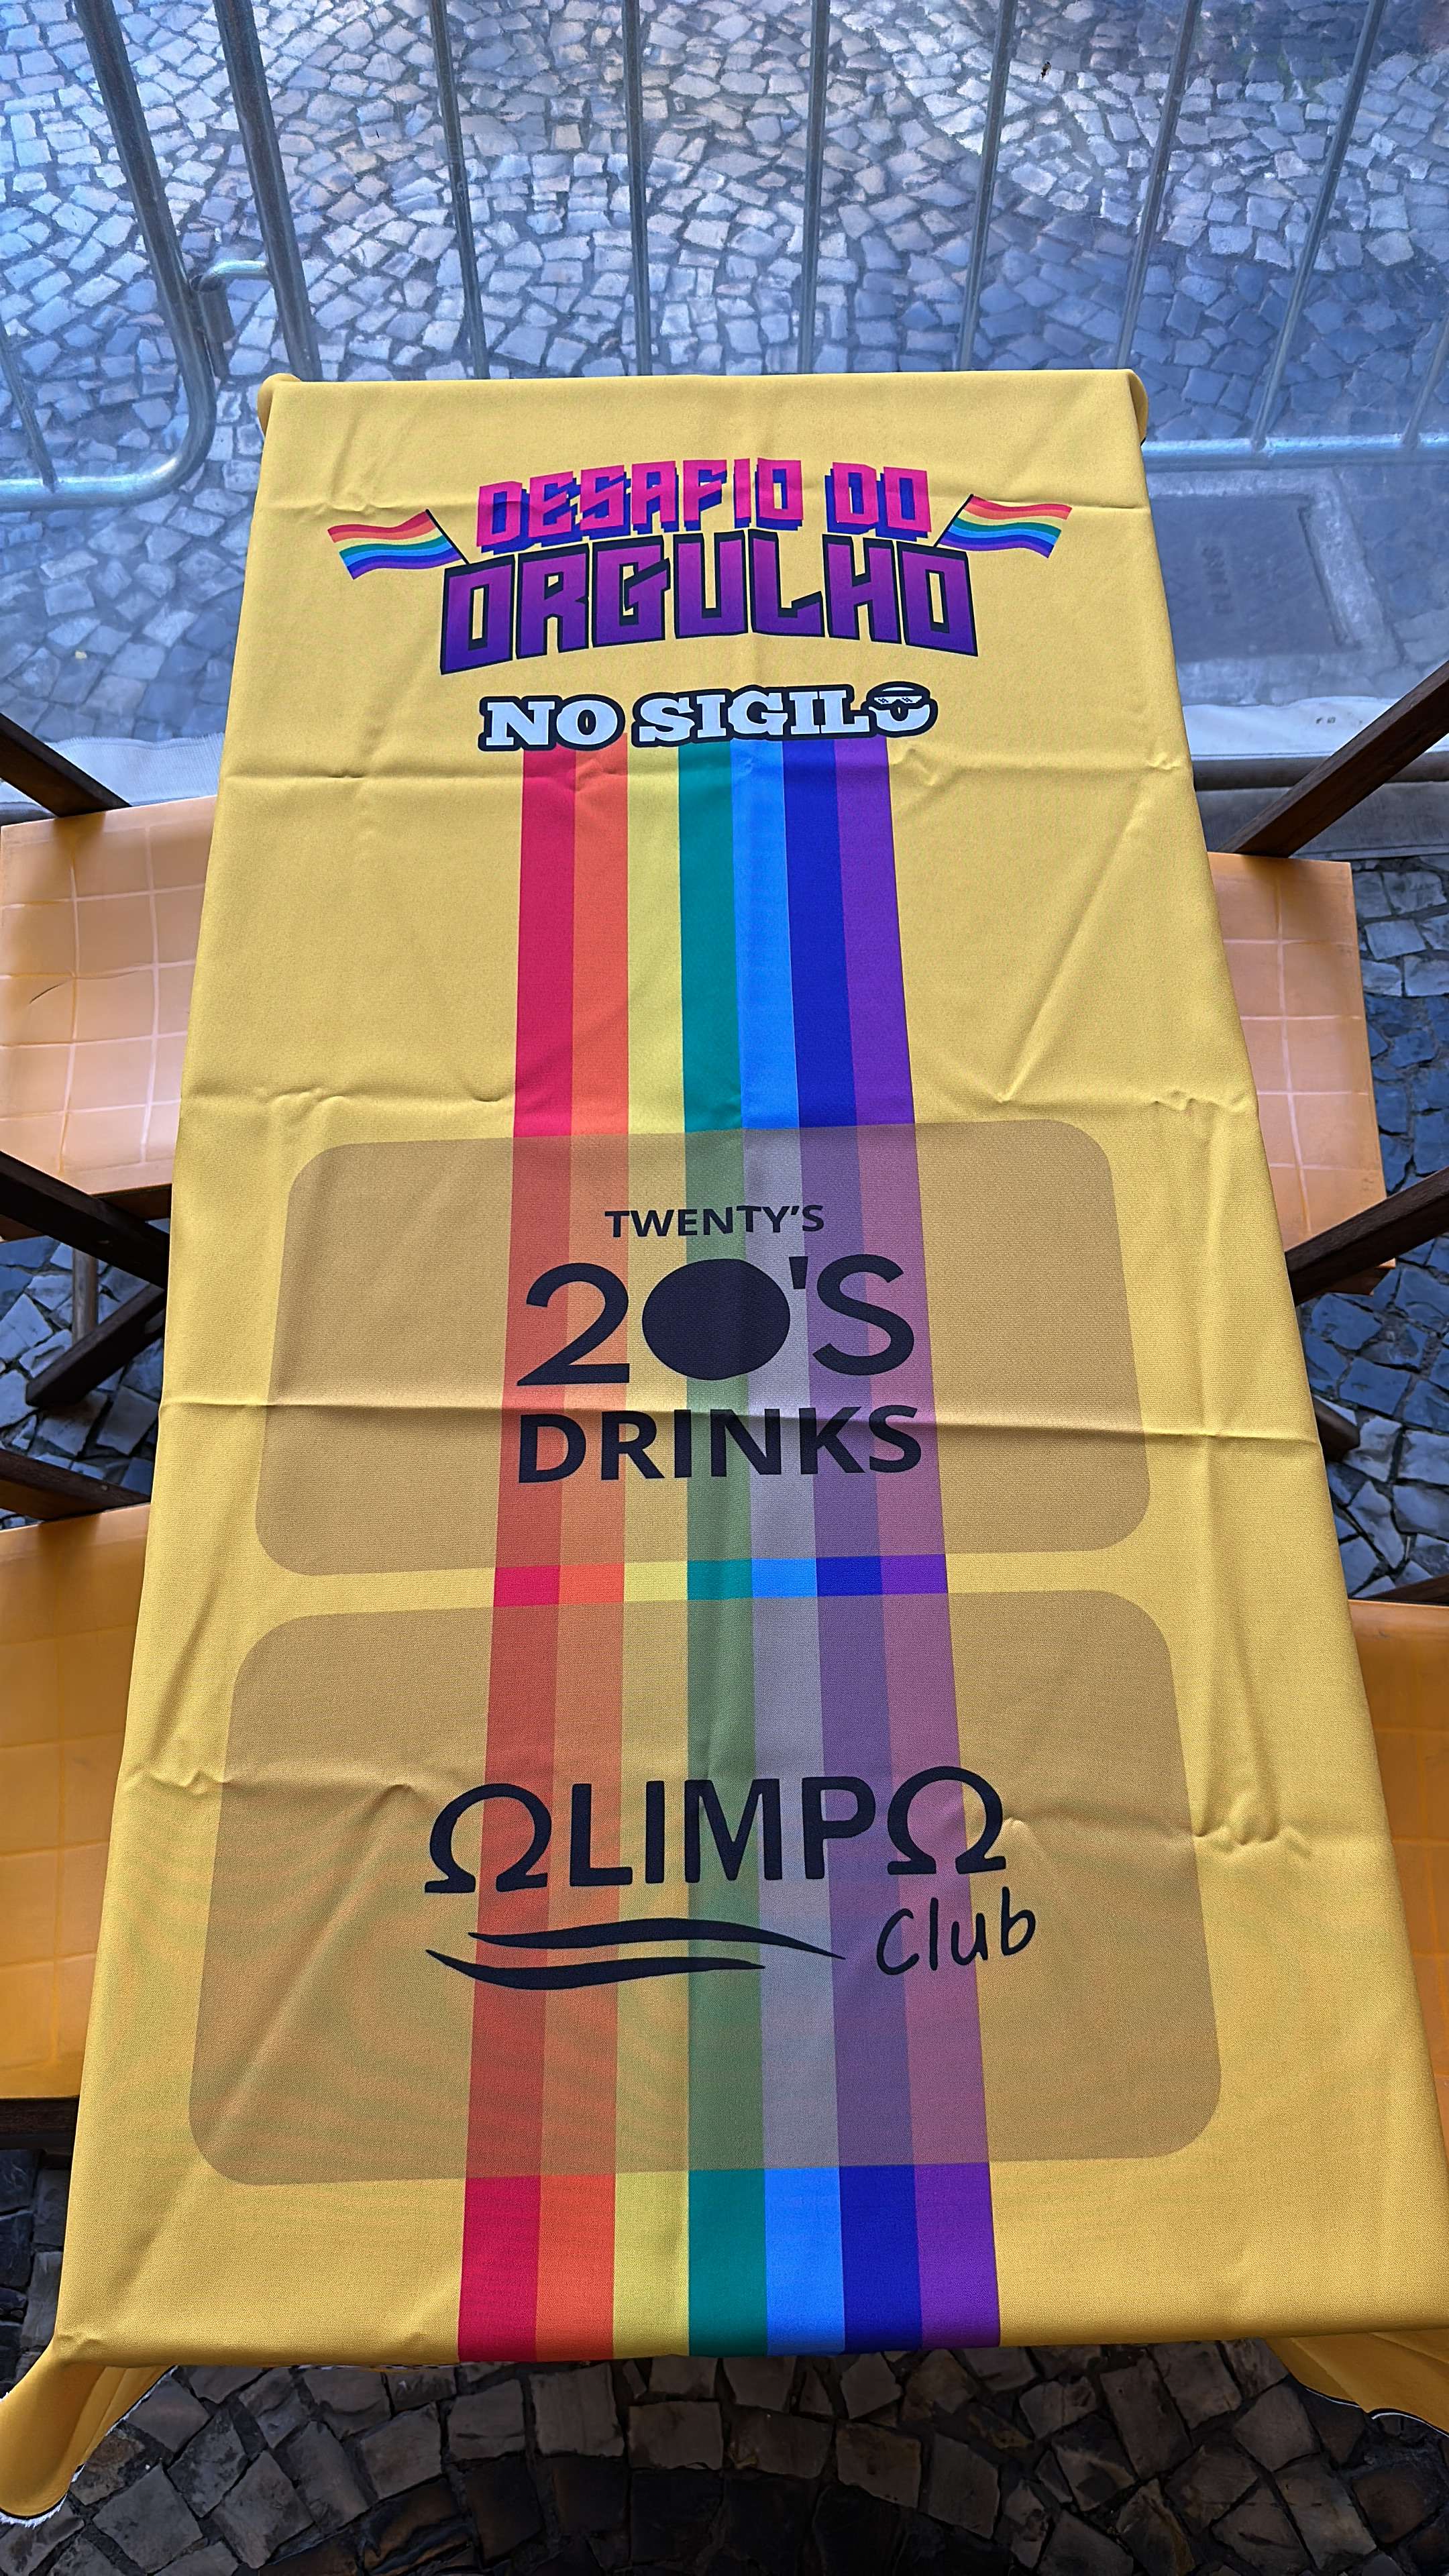 DESAFIO DO
ORGULHO
NO SIGILO
TWENTY'S
20'S
DRINKS
ΩLIMPΩ
Club